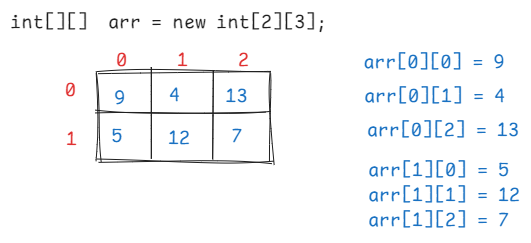 int[][] arr = new int[2][3];
0 1 2
0 9 4 13
1 5 12 7
arr[0][0] = 9
arr[0][1] = 4
arr[0][2] = 13
arr[1][0] = 5
arr[1][1] = 12
arr[1][2] = 7